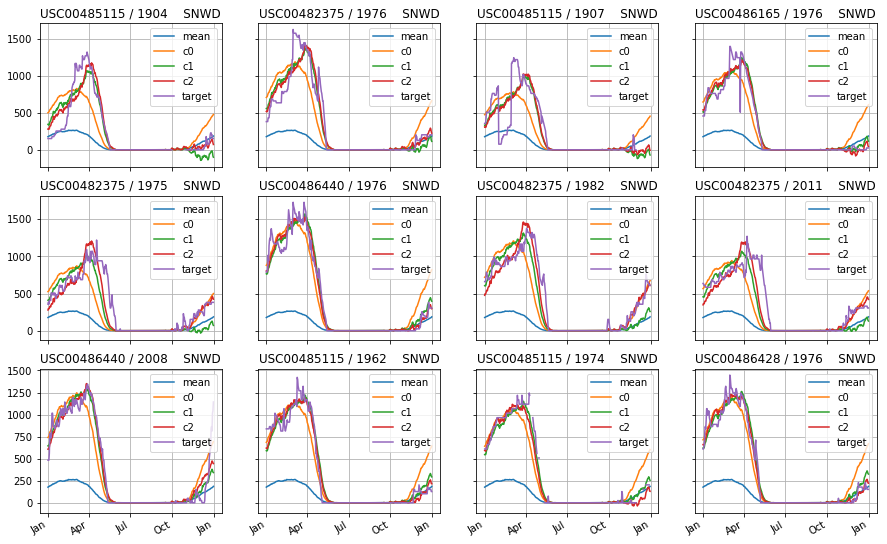 USC00485115 / 1904 SNWD
USC00482375 / 1976 SNWD
USC00485115 / 1907 SNWD
USC00486165 / 1976 SNWD
1500
1000
500
0
mean
c0
c1
c2
target
mean
c0
c1
c2
target
mean
c0
c1
c2
target
mean
c0
c1
c2
target
USC00482375 / 1975 SNWD
USC00486440 / 1976 SNWD
USC00482375 / 1982 SNWD
USC00482375 / 2011 SNWD
1500
1000
500
0
mean
c0
c1
c2
target
mean
c0
c1
c2
target
mean
c0
c1
c2
target
mean
c0
c1
c2
target
USC00486440 / 2008 SNWD
USC00485115 / 1962 SNWD
USC00485115 / 1974 SNWD
USC00486428 / 1976 SNWD
1500
1250
1000
750
500
250
0
mean
c0
c1
c2
target
mean
c0
c1
c2
target
mean
c0
c1
c2
target
mean
c0
c1
c2
target
Jan Apr Jul Oct Jan
Jan Apr Jul Oct Jan
Jan Apr Jul Oct Jan
Jan Apr Jul Oct Jan